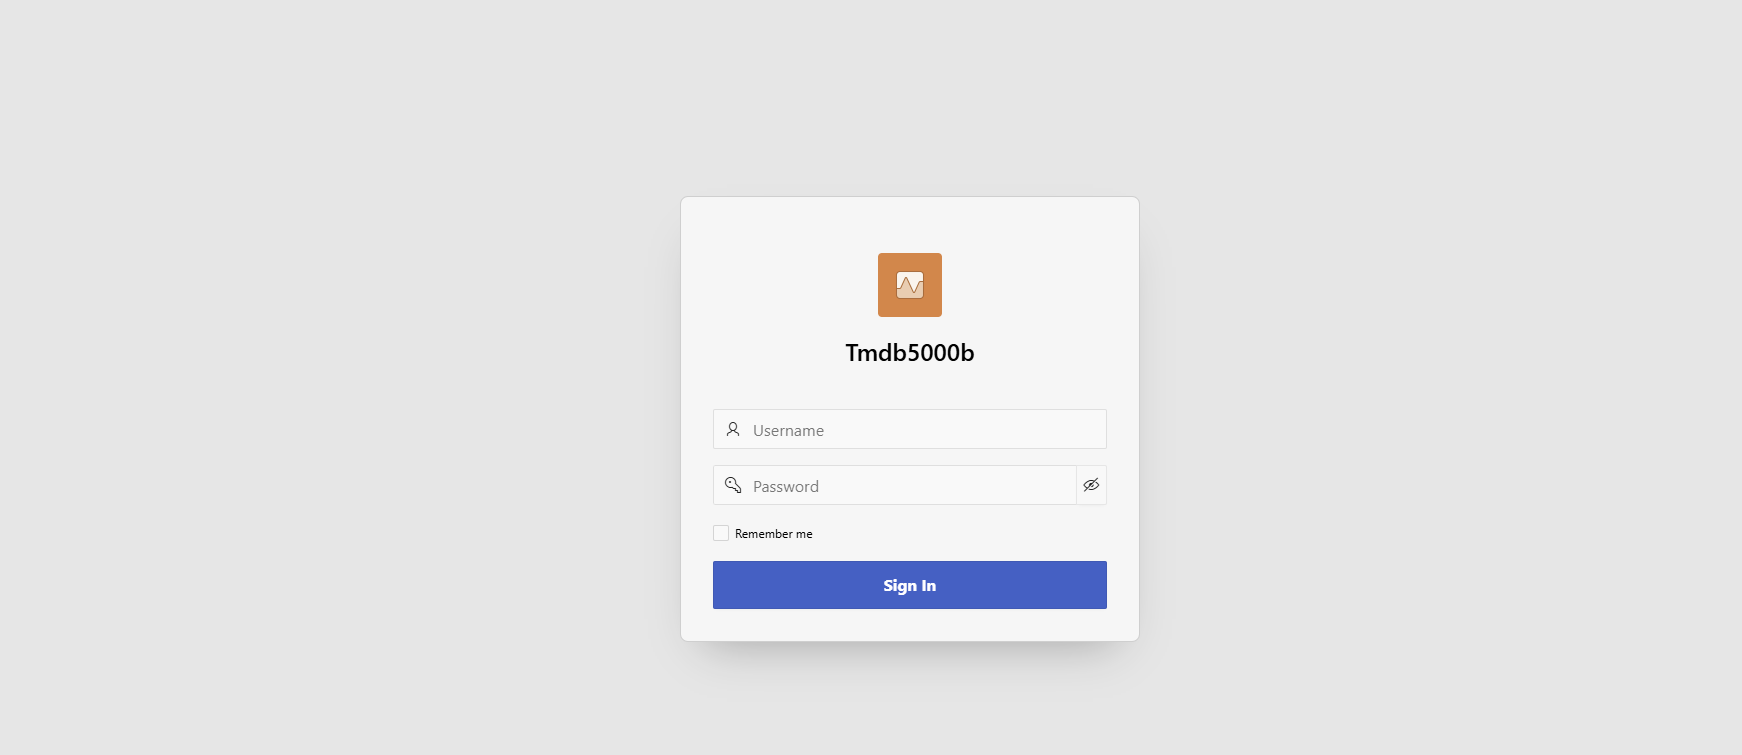 Tmdb5000b
Username
Password
Remember me
Sign In